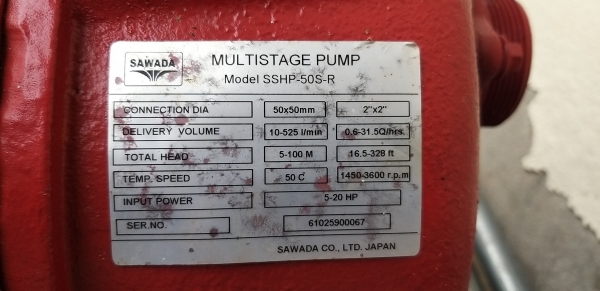 SAWADA
MULTISTAGE PUMP
Model SSHP-50S-R
CONNECTION DIA 50x50mm 2"x2"
DELIVERY VOLUME 10-525 l/min 0,6-31.5Q/hcs.
TOTAL HEAD 5-100 M 16.5-328 ft
TEMP. SPEED 50 C 1450-3600 r.p.m
INPUT POWER 5-20 HP
SER.NO. 61025900067
SAWADA CO., LTD. JAPAN